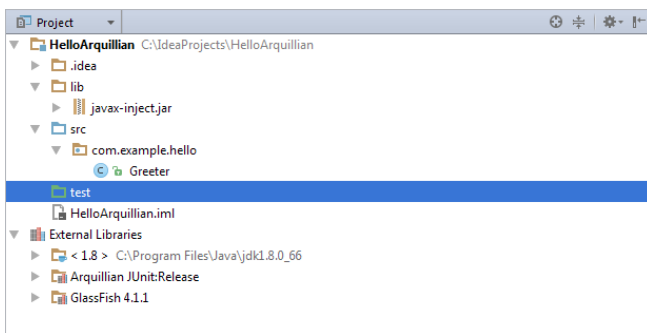 Project
HelloArquillian C:\IdeaProjects\HelloArquillian
.idea
lib
javax-inject.jar
src
com.example.hello
C Greeter
test
HelloArquillian.iml
External Libraries
< 1.8 > C:\Program Files\Java\jdk1.8.0_66
Arquillian JUnit:Release
GlassFish 4.1.1